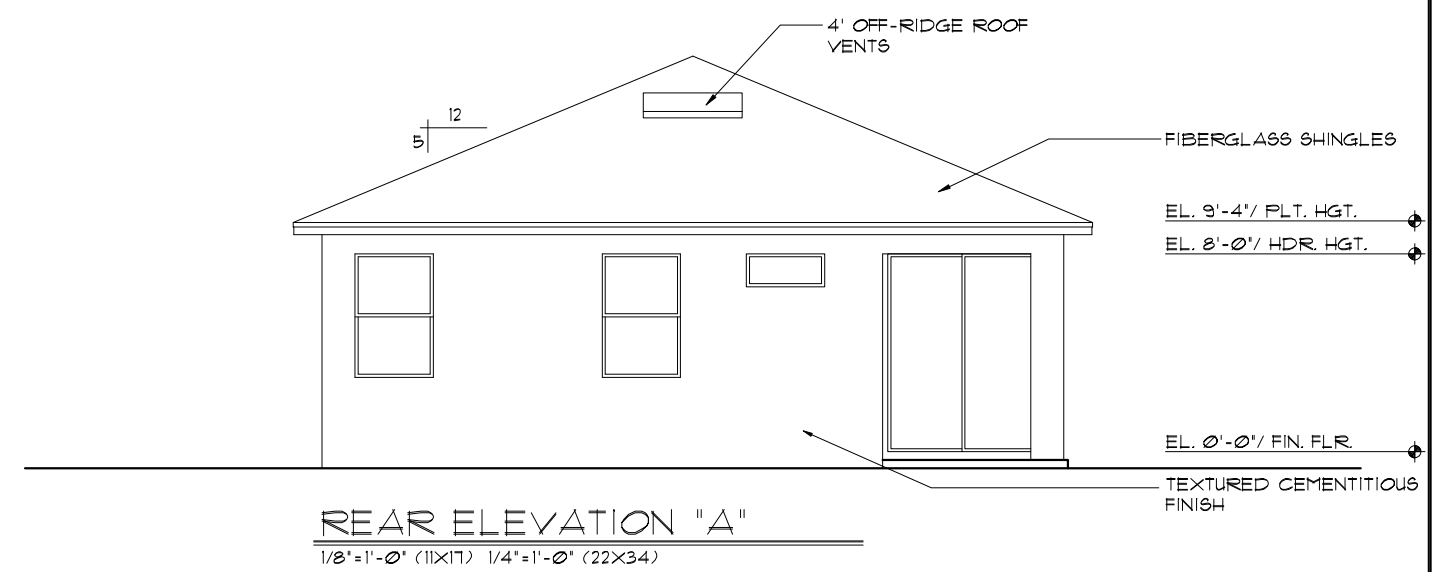 4' OFF-RIDGE ROOF
VENTS
12
5
FIBERGLASS SHINGLES
EL. 9'-4"/ PLT. HGT.
EL. 8'-0"/ HDR. HGT.
EL. 0'-0"/ FIN. FLR.
TEXTURED CEMENTITIOUS
FINISH
REAR ELEVATION "A"
1/8"=1'-0" (11X17) 1/4"=1'-0" (22X34)